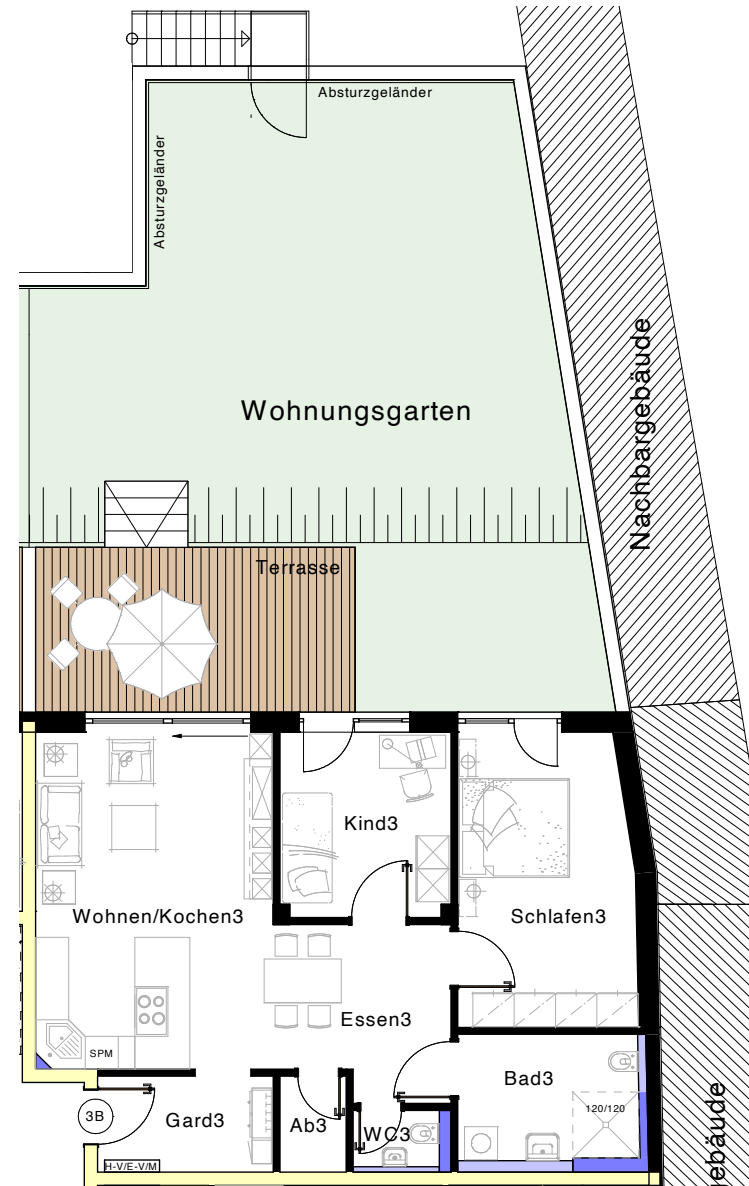 Absturzgeländer
Absturzgeländer
Wohnungsgarten
Nachbargebäude
Terrasse
Kind3
Wohnen/Kochen3
Schlafen3
Essen3
SPM
Bad3
3B
Gard3
Ab3
WC3
120/120
H-V/E-V/M
ebäude